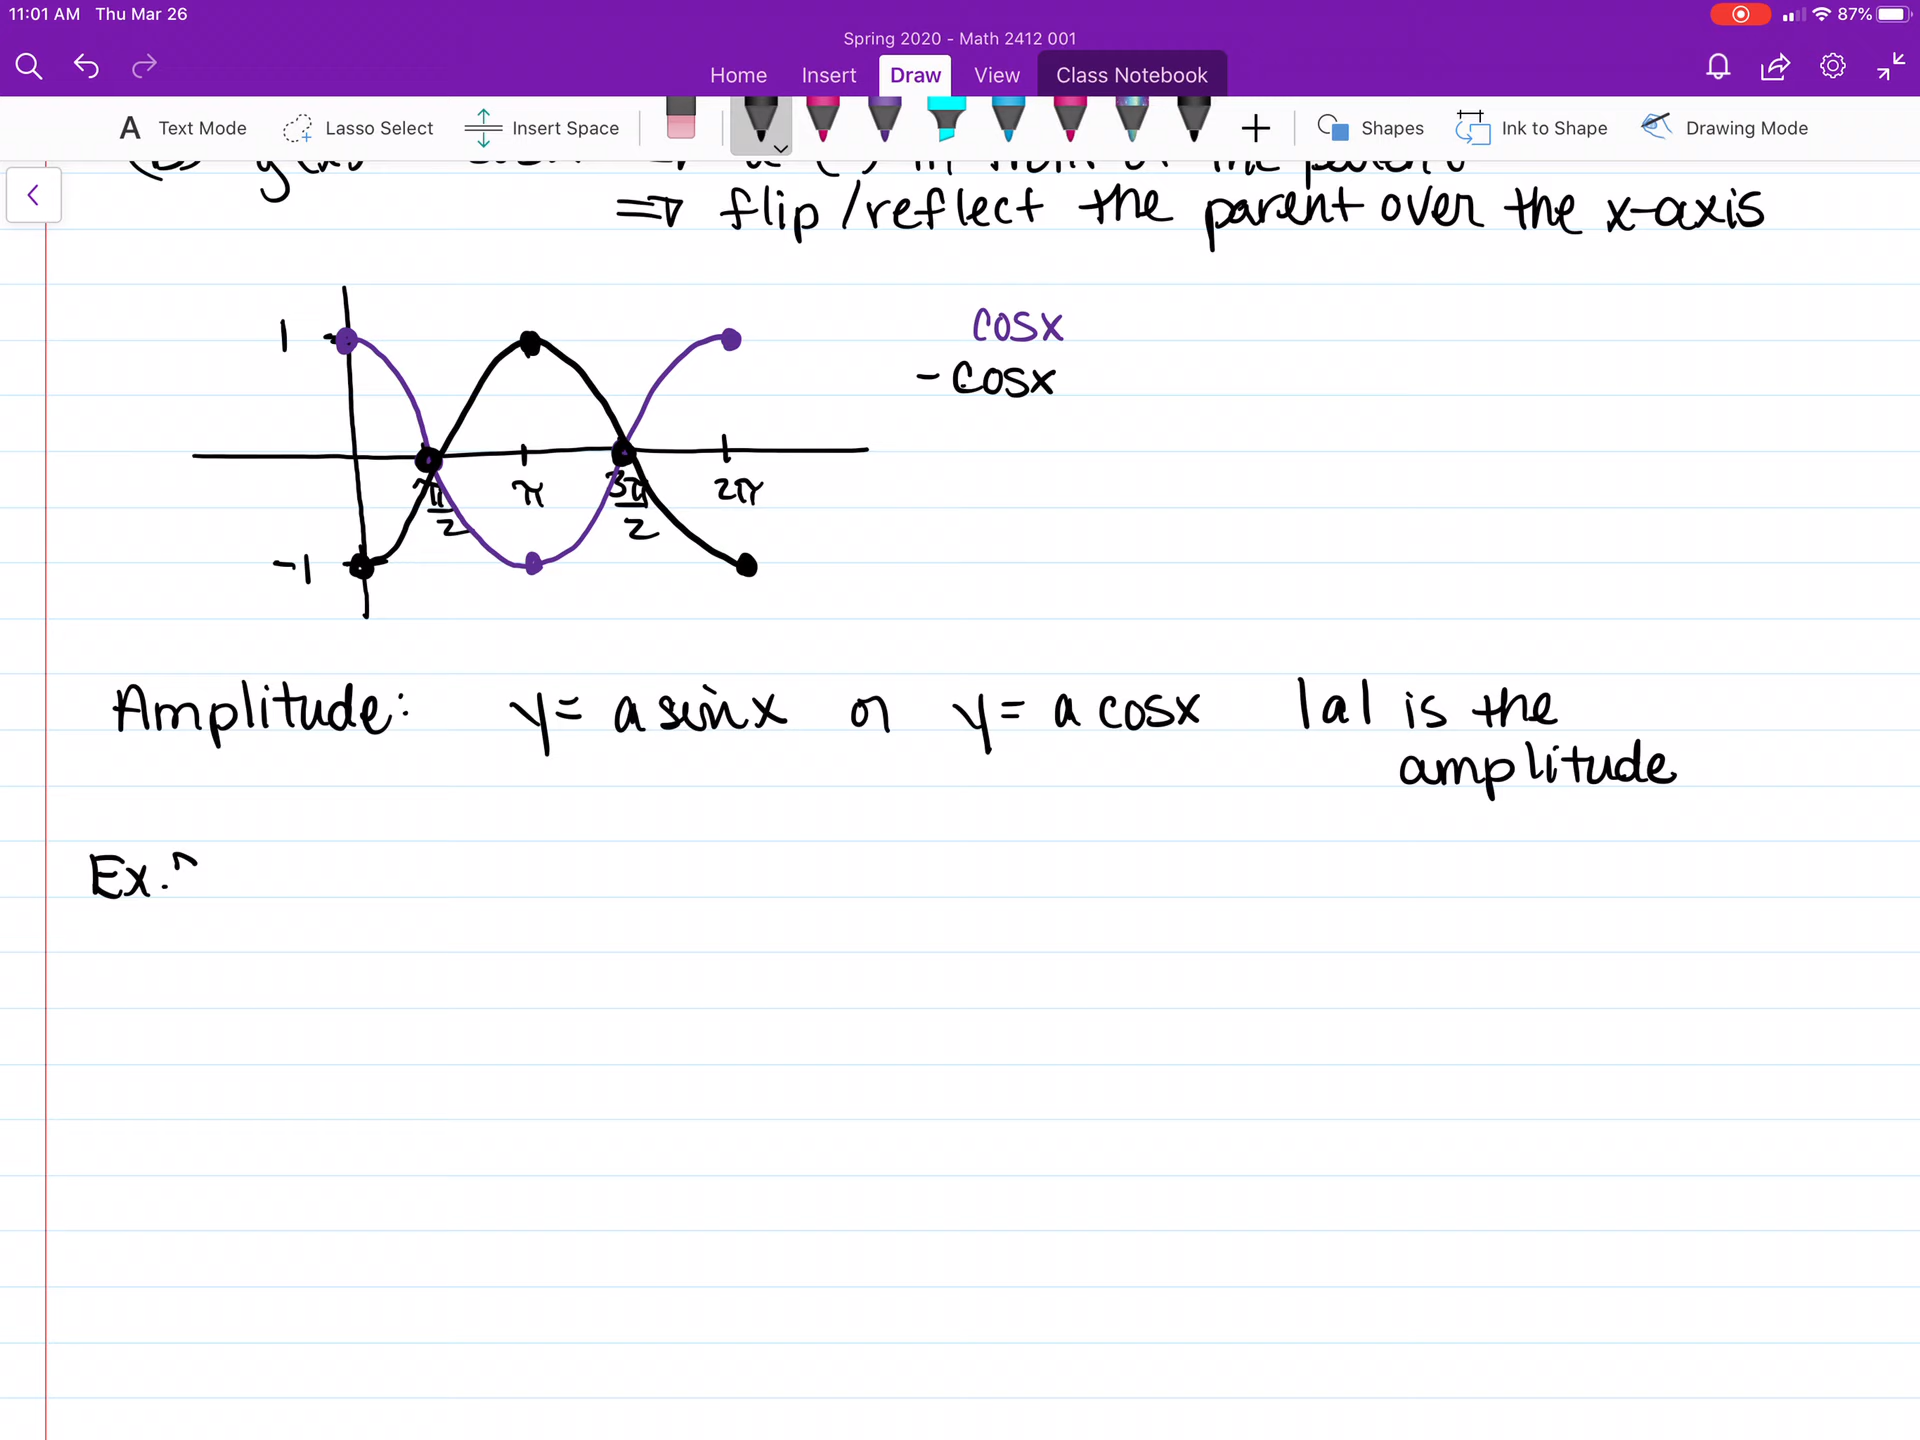 11:01 AM Thu Mar 26
87%
Spring 2020 - Math 2412 001
Home Insert Draw View Class Notebook
A Text Mode Lasso Select Insert Space Shapes Ink to Shape Drawing Mode
⇒ flip/reflect the parent over the x-axis
1
cosx
-cosx
π/2 π 3π/2 2π
-1
Amplitude: y= a sinx or y= a cosx |a| is the
amplitude
Ex.